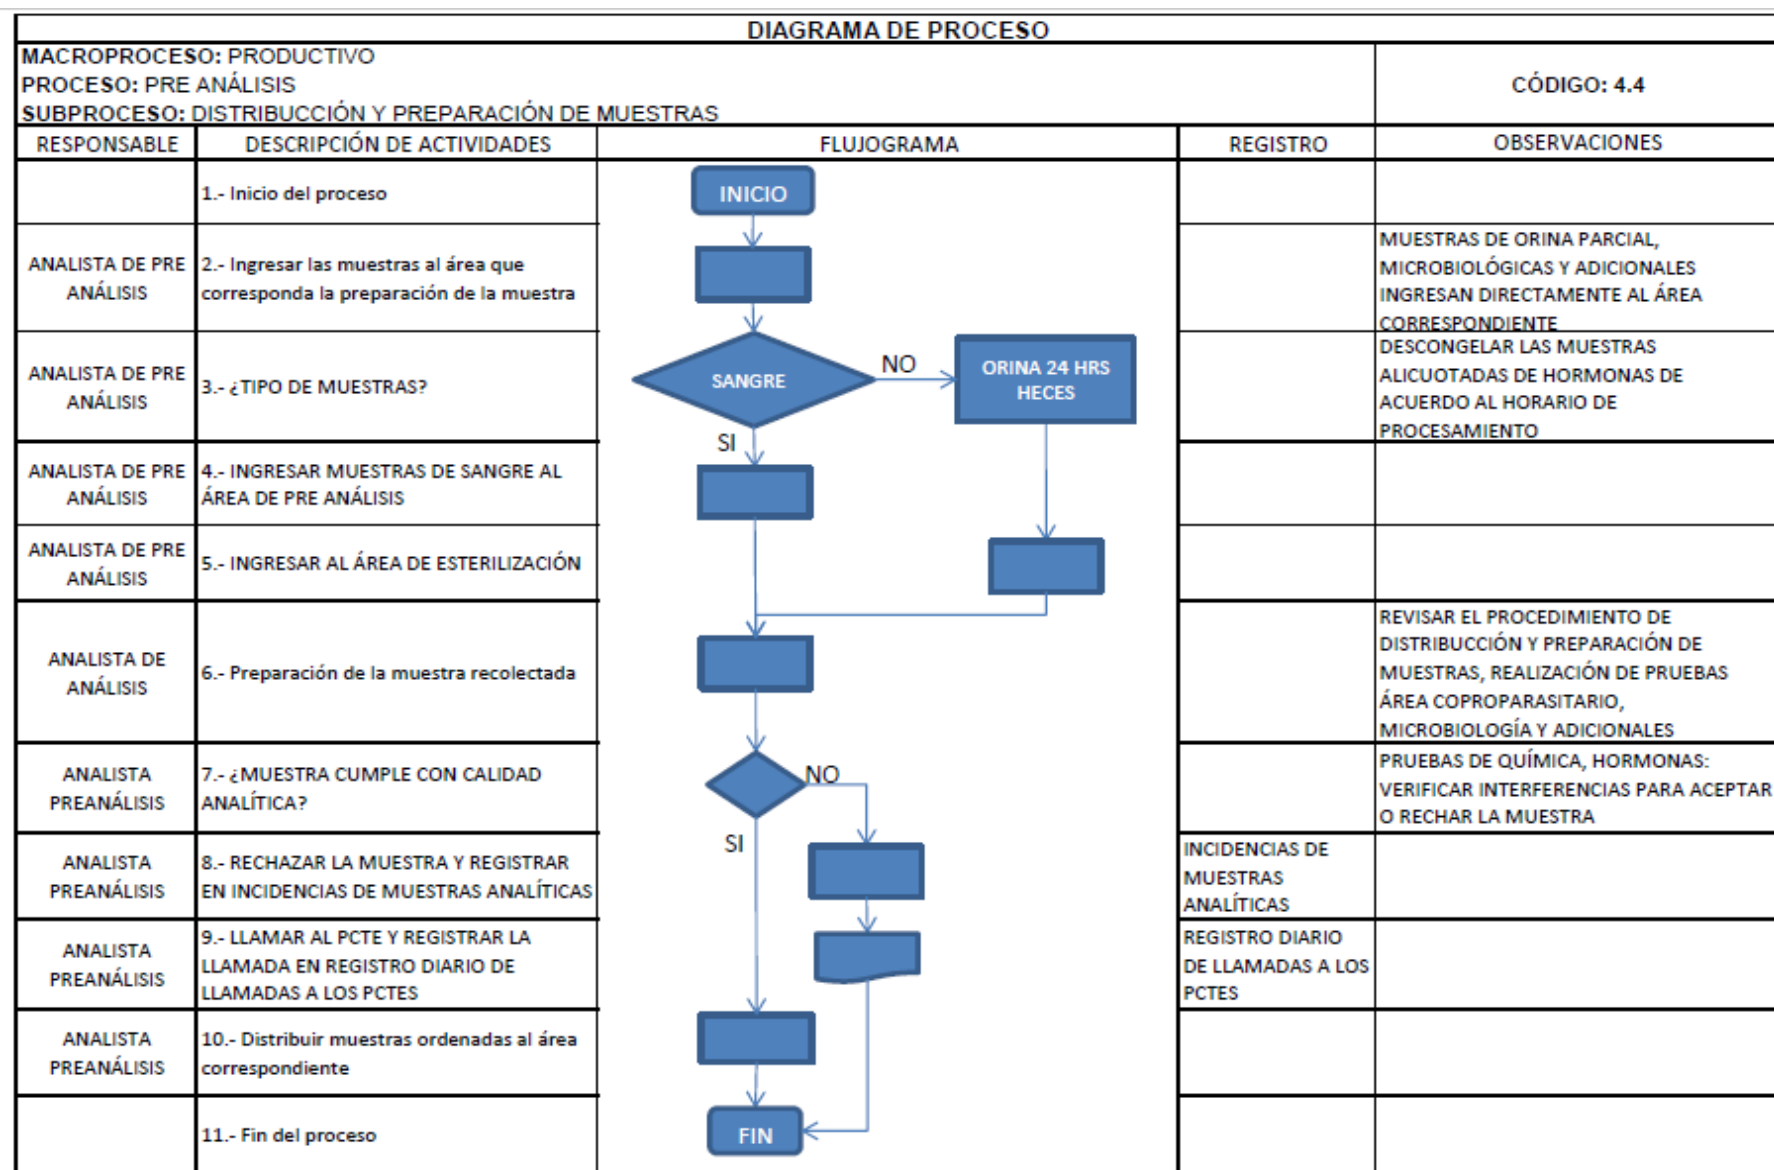 DIAGRAMA DE PROCESO
MACROPROCESO: PRODUCTIVO
PROCESO: PRE ANÁLISIS
SUBPROCESO: DISTRIBUCCIÓN Y PREPARACIÓN DE MUESTRAS
CÓDIGO: 4.4
RESPONSABLE
DESCRIPCIÓN DE ACTIVIDADES
FLUJOGRAMA
REGISTRO
OBSERVACIONES
1.- Inicio del proceso
INICIO
ANALISTA DE PRE
ANÁLISIS
2.- Ingresar las muestras al área que
corresponda la preparación de la muestra
MUESTRAS DE ORINA PARCIAL,
MICROBIOLÓGICAS Y ADICIONALES
INGRESAN DIRECTAMENTE AL ÁREA
CORRESPONDIENTE
ANALISTA DE PRE
ANÁLISIS
3.- ¿TIPO DE MUESTRAS?
SANGRE
NO
ORINA 24 HRS
HECES
SI
DESCONGELAR LAS MUESTRAS
ALICUOTADAS DE HORMONAS DE
ACUERDO AL HORARIO DE
PROCESAMIENTO
ANALISTA DE PRE
ANÁLISIS
4.- INGRESAR MUESTRAS DE SANGRE AL
ÁREA DE PRE ANÁLISIS
ANALISTA DE PRE
ANÁLISIS
5.- INGRESAR AL ÁREA DE ESTERILIZACIÓN
ANALISTA DE
ANÁLISIS
6.- Preparación de la muestra recolectada
REVISAR EL PROCEDIMIENTO DE
DISTRIBUCCIÓN Y PREPARACIÓN DE
MUESTRAS, REALIZACIÓN DE PRUEBAS
ÁREA COPROPARASITARIO,
MICROBIOLOGÍA Y ADICIONALES
ANALISTA
PREANÁLISIS
7.- ¿MUESTRA CUMPLE CON CALIDAD
ANALÍTICA?
NO
SI
PRUEBAS DE QUÍMICA, HORMONAS:
VERIFICAR INTERFERENCIAS PARA ACEPTAR
O RECHAR LA MUESTRA
ANALISTA
PREANÁLISIS
8.- RECHAZAR LA MUESTRA Y REGISTRAR
EN INCIDENCIAS DE MUESTRAS ANALÍTICAS
INCIDENCIAS DE
MUESTRAS
ANALÍTICAS
ANALISTA
PREANÁLISIS
9.- LLAMAR AL PCTE Y REGISTRAR LA
LLAMADA EN REGISTRO DIARIO DE
LLAMADAS A LOS PCTES
REGISTRO DIARIO
DE LLAMADAS A LOS
PCTES
ANALISTA
PREANÁLISIS
10.- Distribuir muestras ordenadas al área
correspondiente
11.- Fin del proceso
FIN